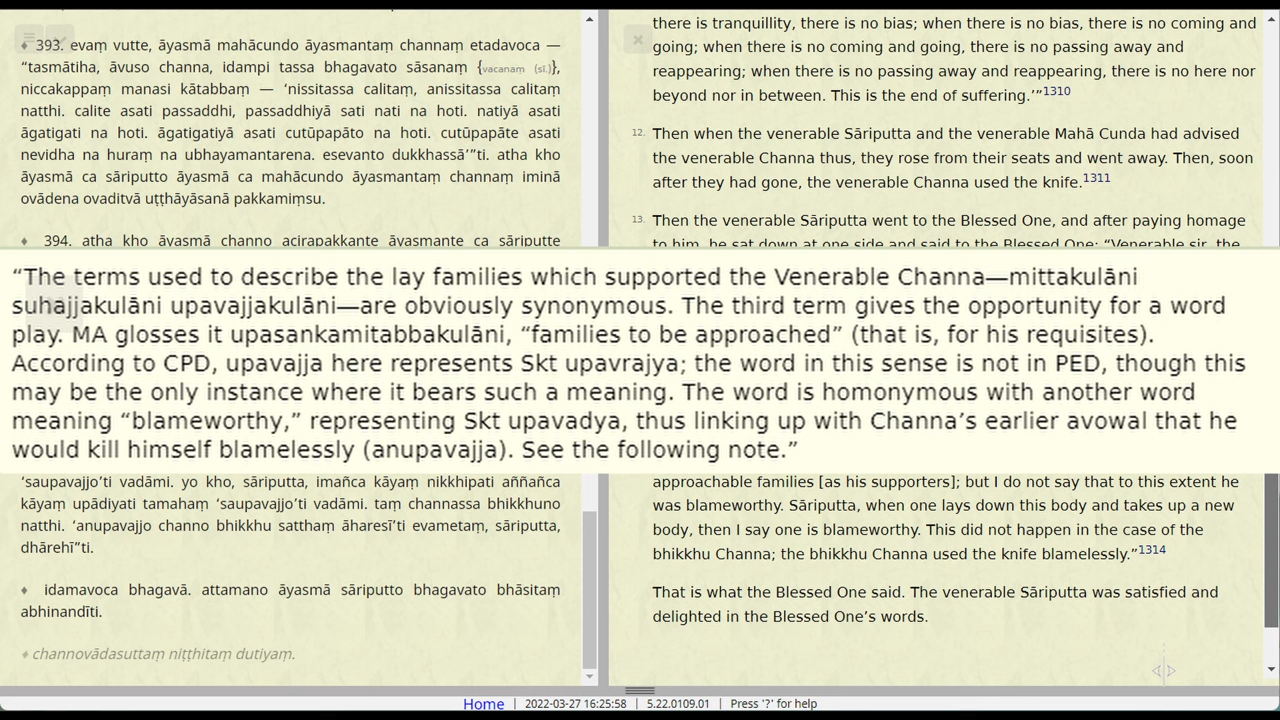 ♦ 393. evaṃ vutte, āyasmā mahācundo āyasmantaṃ channaṃ etadavoca —
“tasmātiha, āvuso channa, idampi tassa bhagavato sāsanaṃ {vacanaṃ (sī.)},
niccakappaṃ manasi kātabbaṃ — ‘nissitassa calitaṃ, anissitassa calitaṃ
natthi. calite asati passaddhi, passaddhiyā sati nati na hoti. natiyā asati
āgatigati na hoti. āgatigatiyā asati cutūpapāto na hoti. cutūpapāte asati
nevidha na huraṃ na ubhayamantarena. esevanto dukkhassā’”ti. atha kho
āyasmā ca sāriputto āyasmā ca mahācundo āyasmantaṃ channaṃ iminā
ovādena ovaditvā uṭṭhāyāsanā pakkamiṃsu.
♦ 394. atha kho āyasmā channo acirapakkante āyasmante ca sāriputte
there is tranquillity, there is no bias; when there is no bias, there is no coming and
going; when there is no coming and going, there is no passing away and
reappearing; when there is no passing away and reappearing, there is no here nor
beyond nor in between. This is the end of suffering.’”1310
12. Then when the venerable Sāriputta and the venerable Mahā Cunda had advised
the venerable Channa thus, they rose from their seats and went away. Then, soon
after they had gone, the venerable Channa used the knife.1311
13. Then the venerable Sāriputta went to the Blessed One, and after paying homage
to him, he sat down at one side and said to the Blessed One: “Venerable sir, the
“The terms used to describe the lay families which supported the Venerable Channa—mittakulāni
suhajjakulāni upavajjakulāni—are obviously synonymous. The third term gives the opportunity for a word
play. MA glosses it upasankamitabbakulāni, “families to be approached” (that is, for his requisites).
According to CPD, upavajja here represents Skt upavrajya; the word in this sense is not in PED, though this
may be the only instance where it bears such a meaning. The word is homonymous with another word
meaning “blameworthy,” representing Skt upavadya, thus linking up with Channa’s earlier avowal that he
would kill himself blamelessly (anupavajja). See the following note.”
‘saupavajjo’ti vadāmi. yo kho, sāriputta, imañca kāyaṃ nikkhipati aññañca
kāyaṃ upādiyati tamahaṃ ‘saupavajjo’ti vadāmi. taṃ channassa bhikkhuno
natthi. ‘anupavajjo channo bhikkhu satthaṃ āharesī’ti evametaṃ, sāriputta,
dhārehī”ti.
♦ idamavoca bhagavā. attamano āyasmā sāriputto bhagavato bhāsitaṃ
abhinandīti.
♦ channovādasuttaṃ niṭṭhitaṃ dutiyaṃ.
approachable families [as his supporters]; but I do not say that to this extent he
was blameworthy. Sāriputta, when one lays down this body and takes up a new
body, then I say one is blameworthy. This did not happen in the case of the
bhikkhu Channa; the bhikkhu Channa used the knife blamelessly.”1314
That is what the Blessed One said. The venerable Sāriputta was satisfied and
delighted in the Blessed One’s words.
Home | 2022-03-27 16:25:58 | 5.22.0109.01 | Press '?' for help